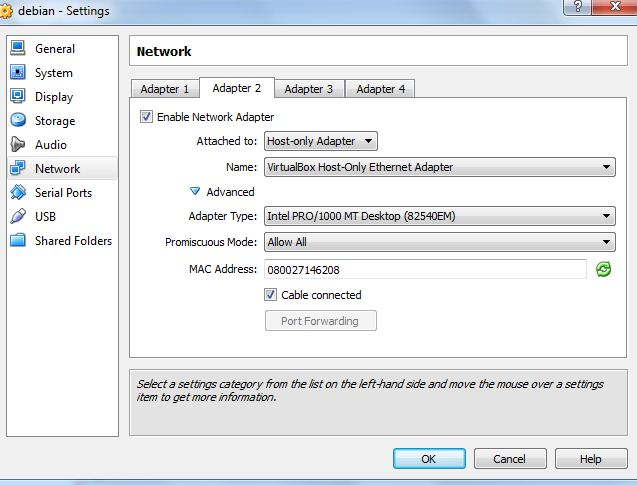 debian - Settings
General
System
Display
Storage
Audio
Network
Serial Ports
USB
Shared Folders
Network
Adapter 1 Adapter 2 Adapter 3 Adapter 4
Enable Network Adapter
Attached to: Host-only Adapter
Name: VirtualBox Host-Only Ethernet Adapter
Advanced
Adapter Type: Intel PRO/1000 MT Desktop (82540EM)
Promiscuous Mode: Allow All
MAC Address: 080027146208
Cable connected
Port Forwarding
Select a settings category from the list on the left-hand side and move the mouse over a settings
item to get more information.
OK Cancel Help